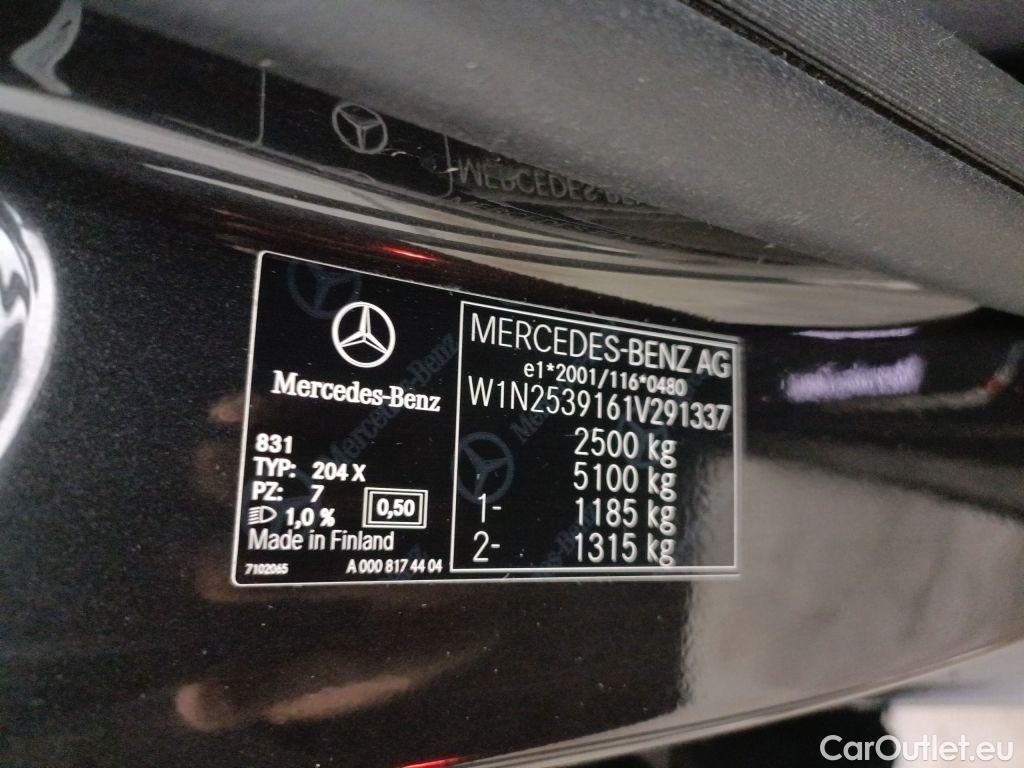 Mercedes-Benz
831
TYP: 204 X
PZ: 7
1,0 %
0,50
Made in Finland
7102065 A 000 817 44 04
MERCEDES-BENZ AG
e1*2001/116*0480
W1N2539161V291337
2500 kg
5100 kg
1- 1185 kg
2- 1315 kg
CarOutlet.eu